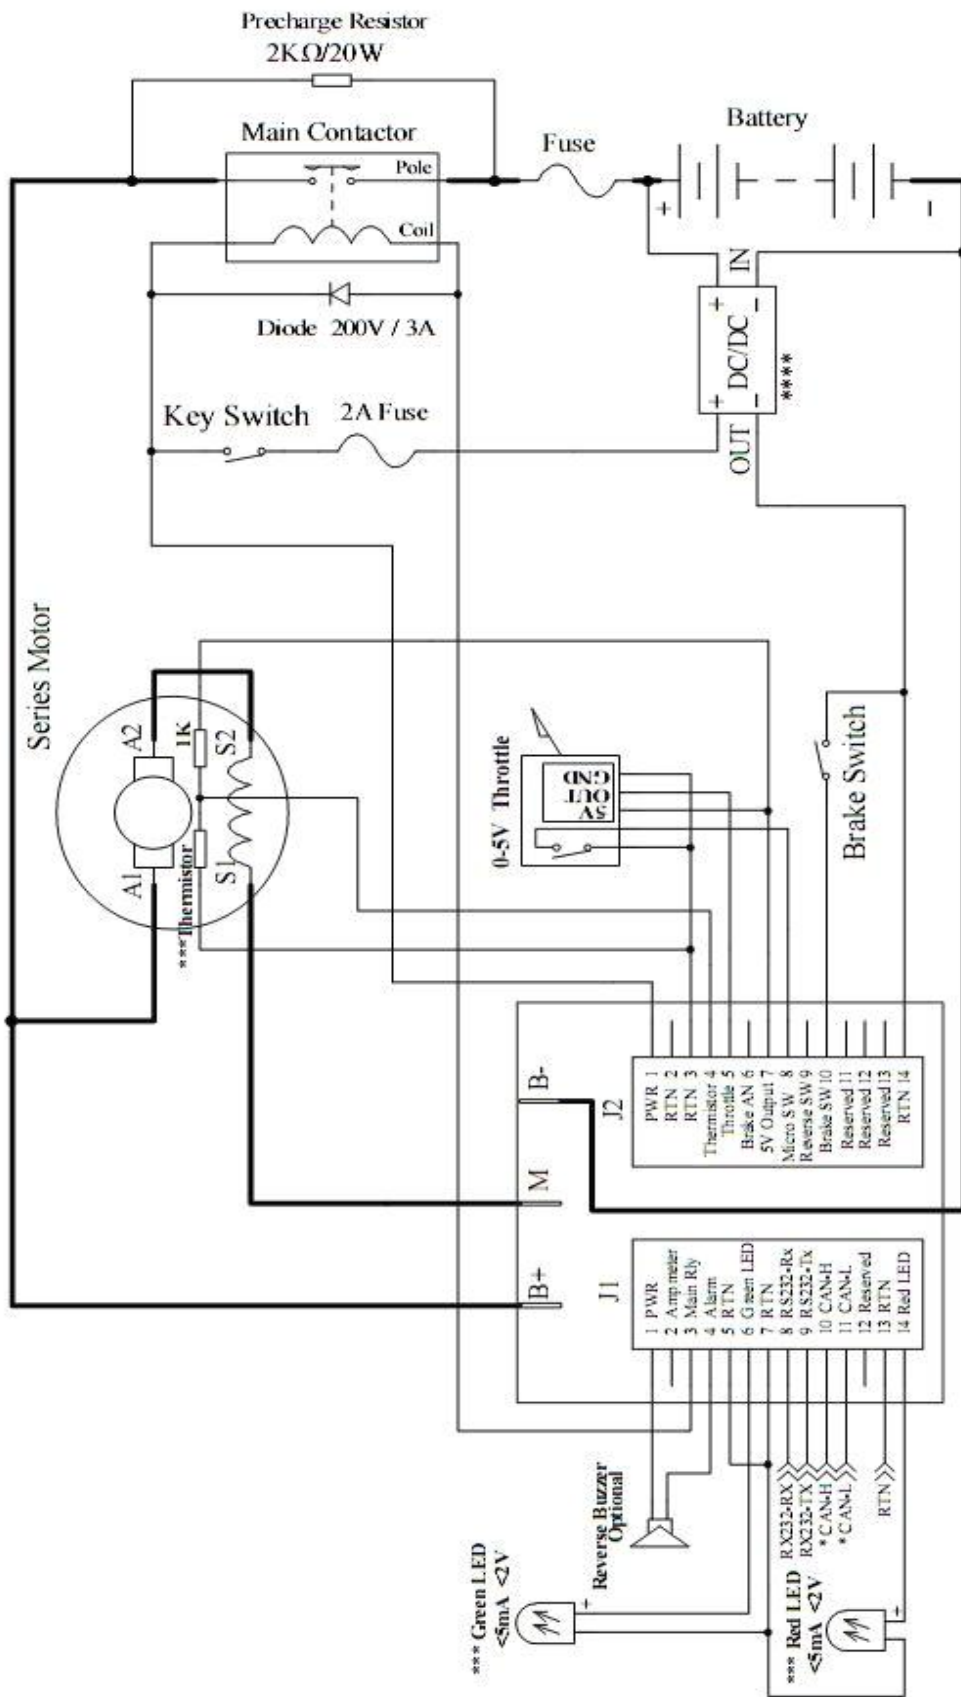 Precharge Resistor
2KΩ/20W
Main Contactor
Pole
Coil
Fuse
Battery
+
−
Diode 200V / 3A
IN
+
−
DC/DC
+
−
OUT
****
Key Switch
2A Fuse
Series Motor
A2
A1
1K
S2
S1
***Thermistor
0-5V Throttle
GND
OUT
5V
Brake Switch
B-
M
B+
J2
PWR 1
RTN 2
RTN 3
Thermistor 4
Throttle 5
Brake AN 6
5V Output 7
Micro SW 8
Reverse SW 9
Brake SW 10
Reserved 11
Reserved 12
Reserved 13
RTN 14
J1
1 PWR
2 Amp meter
3 Main Rly
4 Alarm
5 RTN
6 Green LED
7 RTN
8 RS232-Rx
9 RS232-Tx
10 CAN-H
11 CAN-L
12 Reserved
13 RTN
14 Red LED
Reverse Buzzer
Optional
*** Green LED
<5mA <2V
+
RX232-RX
RX232-TX
*CAN-H
*CAN-L
RTN
*** Red LED
<5mA <2V
+